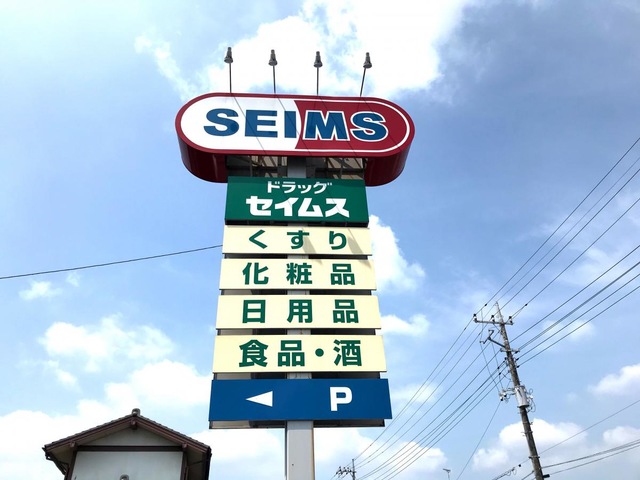 SEIMS
ドラッグ
セイムス
くすり
化粧品
日用品
食品・酒
◀ P